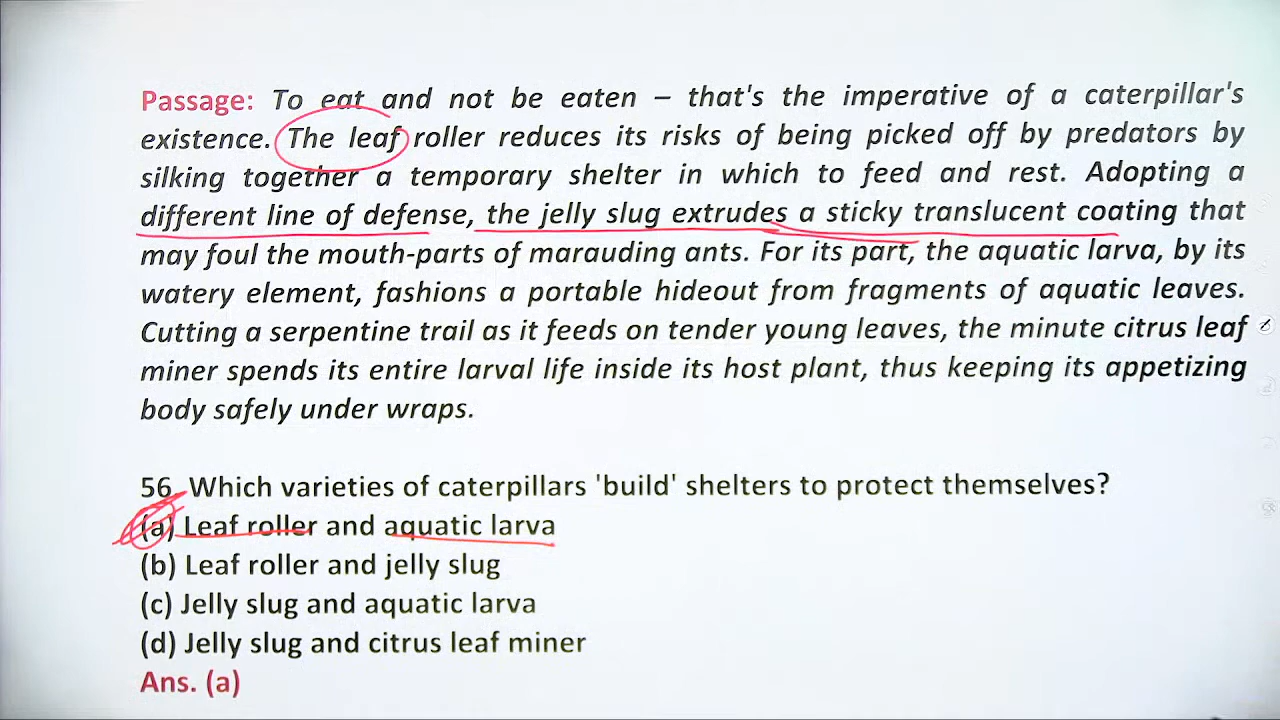 Passage: To eat and not be eaten – that's the imperative of a caterpillar's
existence. The leaf roller reduces its risks of being picked off by predators by
silking together a temporary shelter in which to feed and rest. Adopting a
different line of defense, the jelly slug extrudes a sticky translucent coating that
may foul the mouth-parts of marauding ants. For its part, the aquatic larva, by its
watery element, fashions a portable hideout from fragments of aquatic leaves.
Cutting a serpentine trail as it feeds on tender young leaves, the minute citrus leaf
miner spends its entire larval life inside its host plant, thus keeping its appetizing
body safely under wraps.
56. Which varieties of caterpillars 'build' shelters to protect themselves?
(a) Leaf roller and aquatic larva
(b) Leaf roller and jelly slug
(c) Jelly slug and aquatic larva
(d) Jelly slug and citrus leaf miner
Ans. (a)